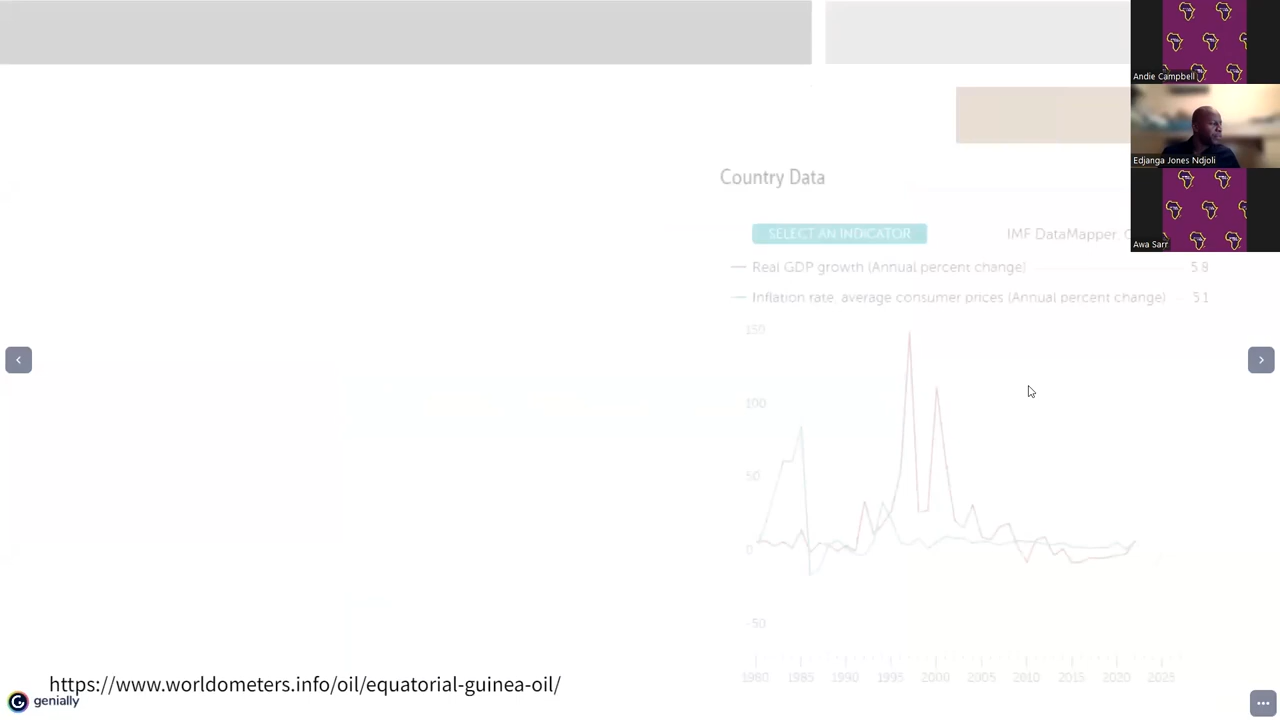 Andie Campbell
Edjanga Jones Ndjoli
Awa Sarr
Country Data
SELECT AN INDICATOR
IMF DataMapper
Real GDP growth (Annual percent change) 5.8
Inflation rate, average consumer prices (Annual percent change) 5.1
150
100
50
0
-50
1980 1985 1990 1995 2000 2005 2010 2015 2020 2025
https://www.worldometers.info/oil/equatorial-guinea-oil/
genially